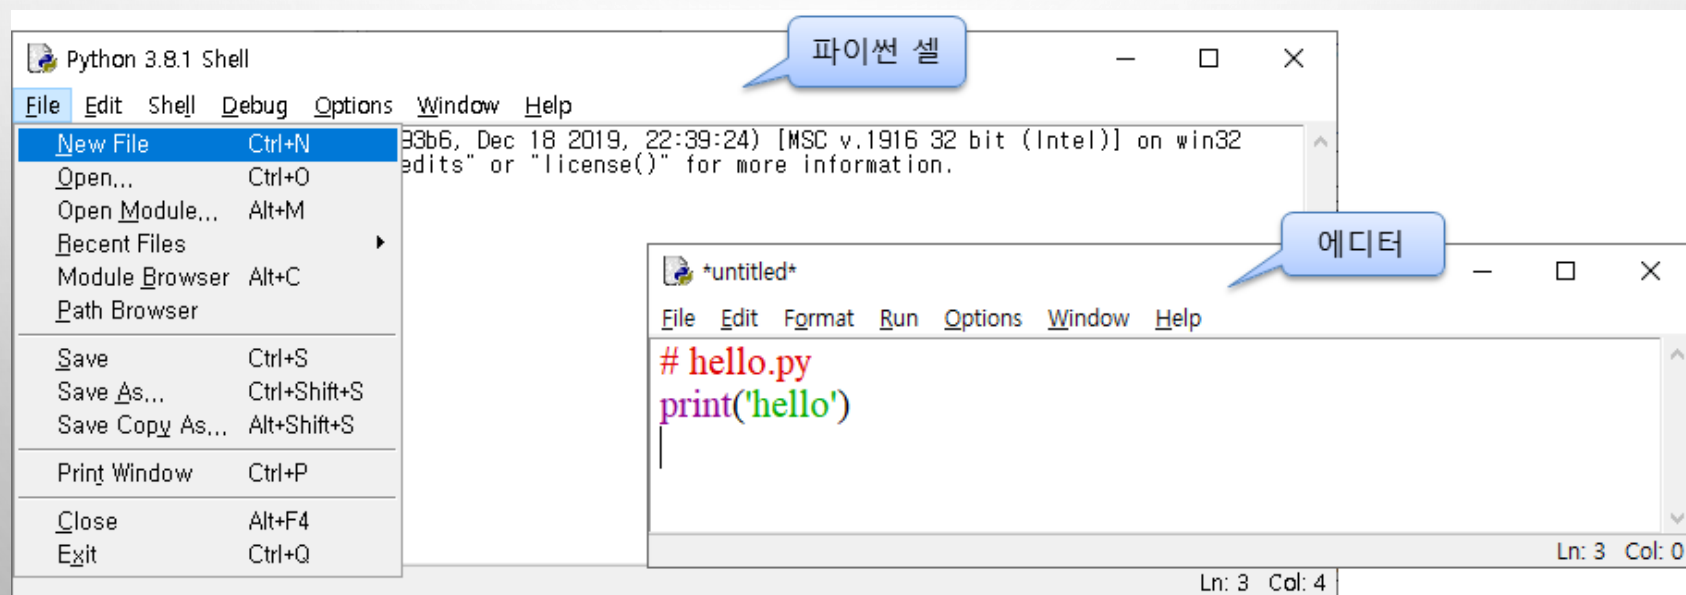 파이썬 셸
Python 3.8.1 Shell
File Edit Shell Debug Options Window Help
93b6, Dec 18 2019, 22:39:24) [MSC v.1916 32 bit (Intel)] on win32
edits" or "license()" for more information.
New File Ctrl+N
Open... Ctrl+O
Open Module... Alt+M
Recent Files
Module Browser Alt+C
Path Browser
Save Ctrl+S
Save As... Ctrl+Shift+S
Save Copy As... Alt+Shift+S
Print Window Ctrl+P
Close Alt+F4
Exit Ctrl+Q
에디터
*untitled*
File Edit Format Run Options Window Help
# hello.py
print('hello')
Ln: 3 Col: 0
Ln: 3 Col: 4